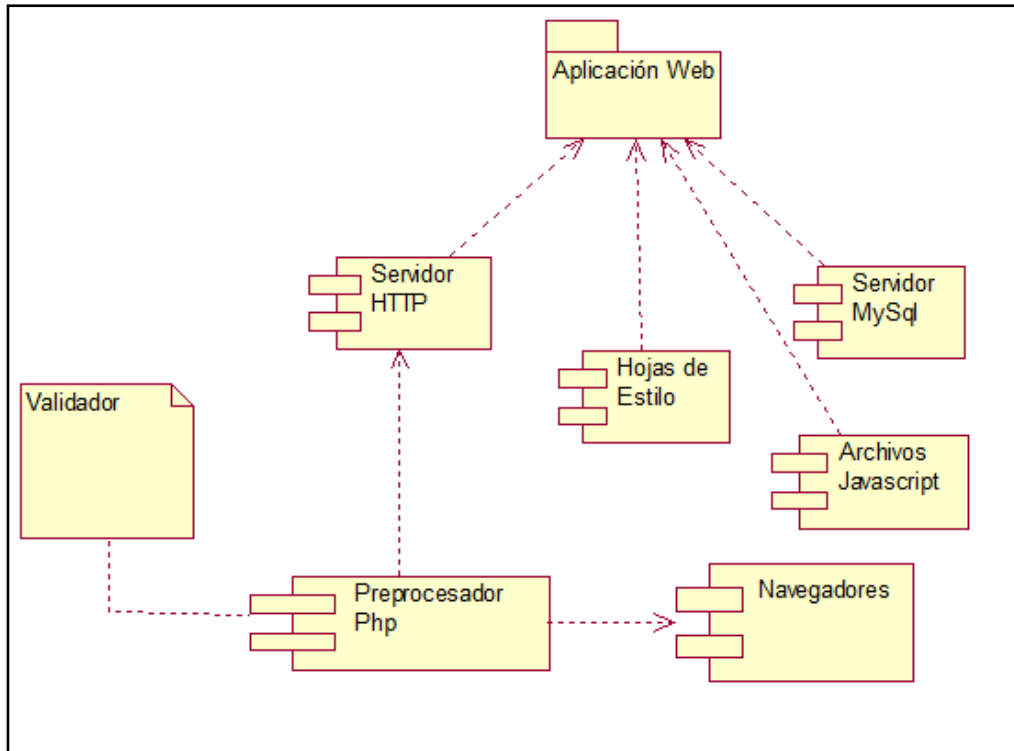 Aplicación Web
Servidor
HTTP
Servidor
MySql
Hojas de
Estilo
Validador
Archivos
Javascript
Preprocesador
Php
Navegadores